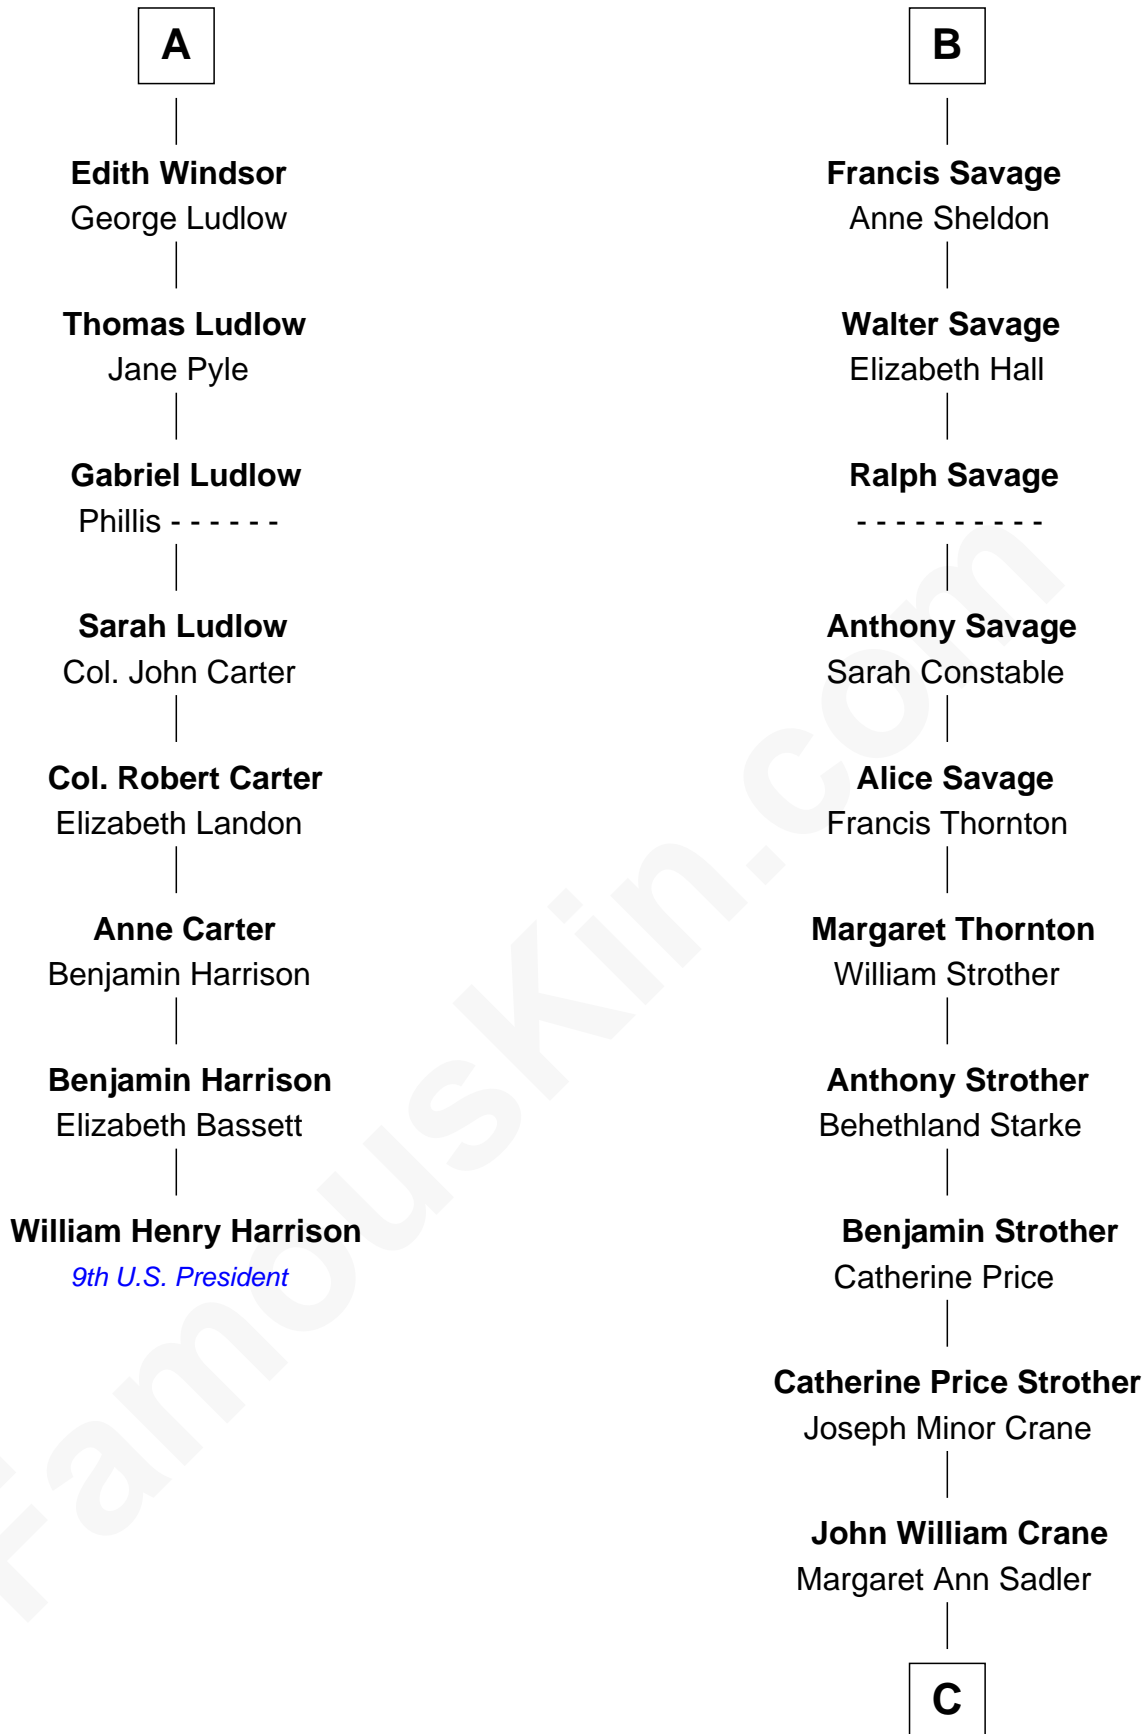 A
Edith Windsor
George Ludlow
Thomas Ludlow
Jane Pyle
Gabriel Ludlow
Phillis - - - - - -
Sarah Ludlow
Col. John Carter
Col. Robert Carter
Elizabeth Landon
Anne Carter
Benjamin Harrison
Benjamin Harrison
Elizabeth Bassett
William Henry Harrison
9th U.S. President
B
Francis Savage
Anne Sheldon
Walter Savage
Elizabeth Hall
Ralph Savage
- - - - - - - - - -
Anthony Savage
Sarah Constable
Alice Savage
Francis Thornton
Margaret Thornton
William Strother
Anthony Strother
Behethland Starke
Benjamin Strother
Catherine Price
Catherine Price Strother
Joseph Minor Crane
John William Crane
Margaret Ann Sadler
C
FamousKin.com